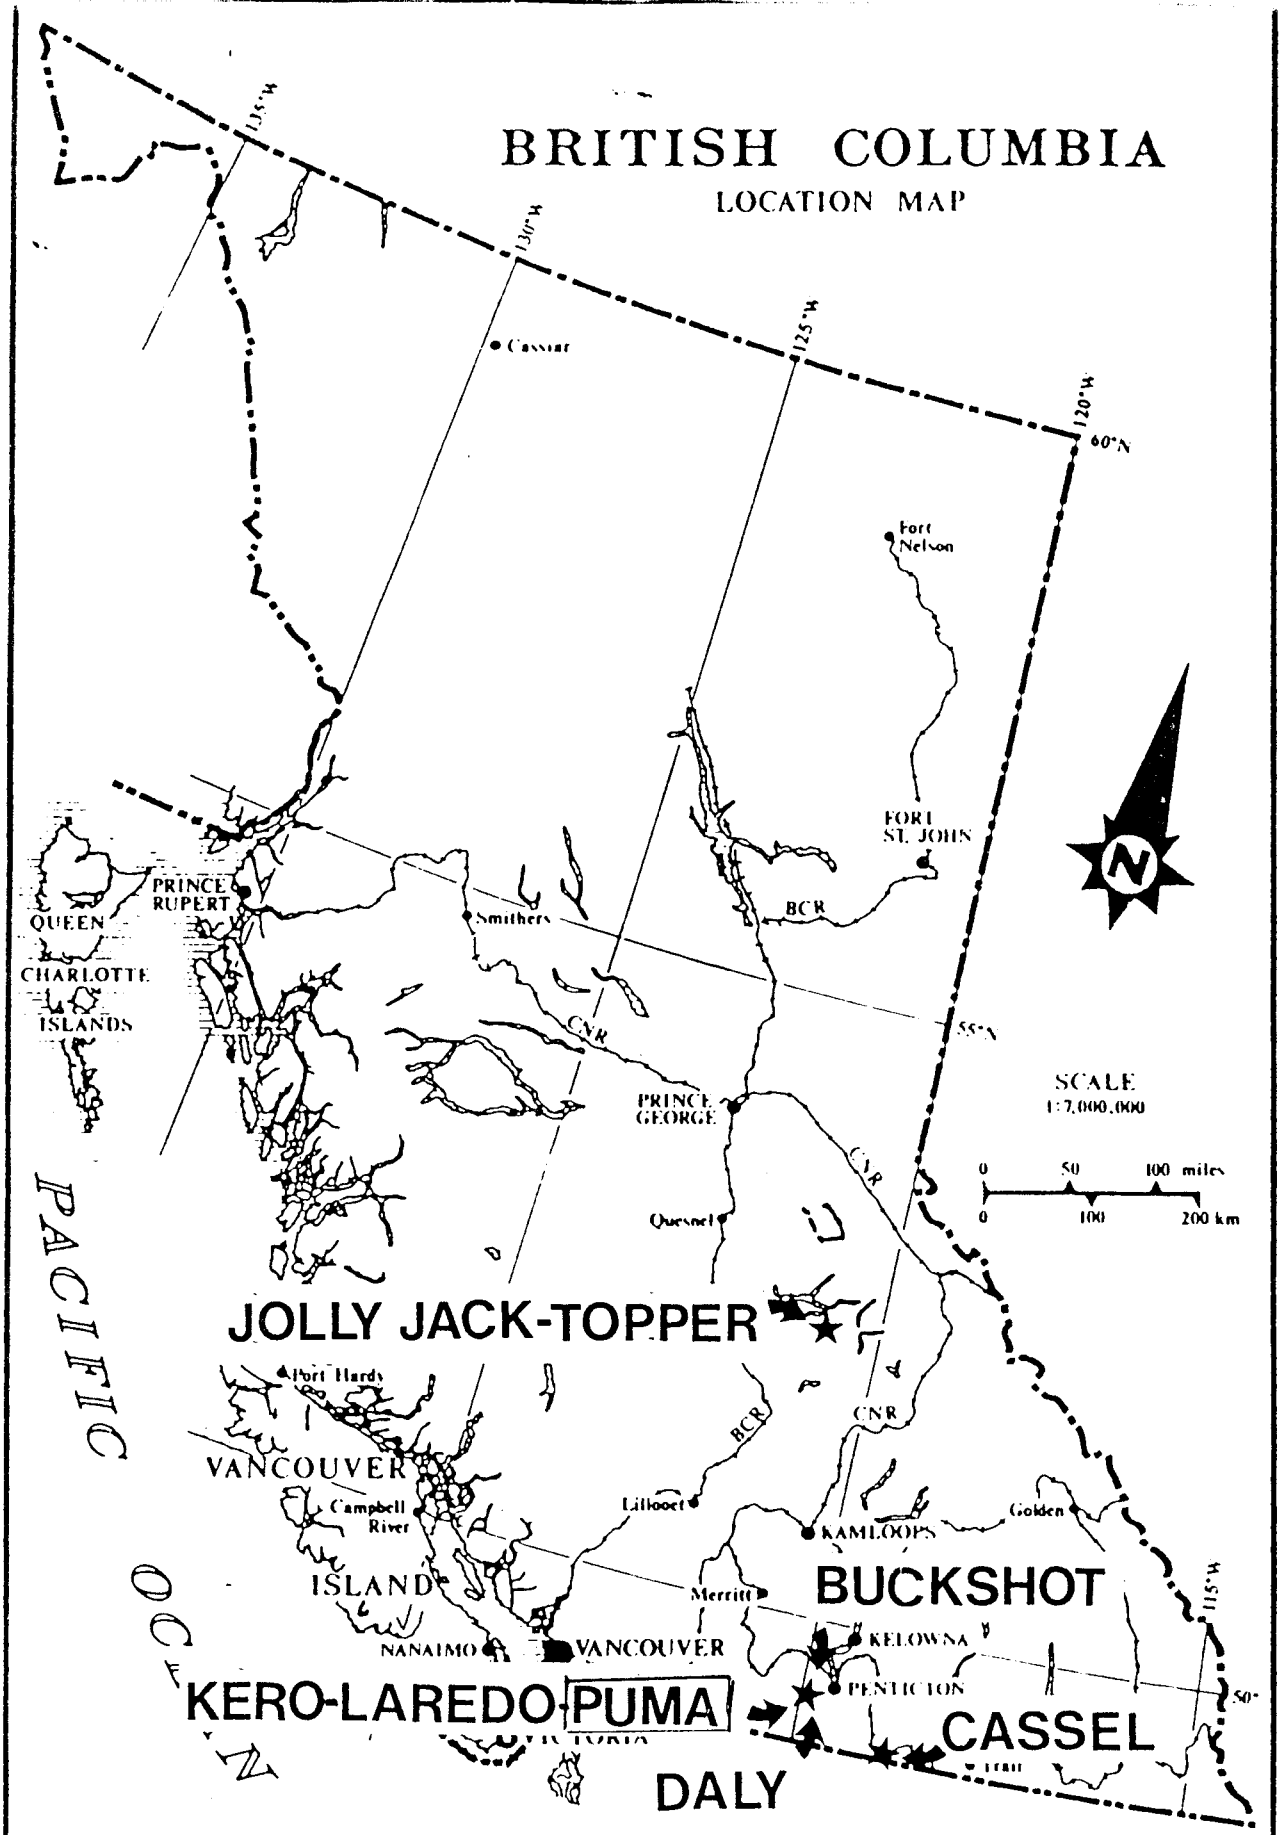 BRITISH COLUMBIA
LOCATION MAP
135°W
130°W
125°W
120°W
60°N
Cassiar
Fort
Nelson
FORT
ST. JOHN
BCR
N
PRINCE
RUPERT
QUEEN
CHARLOTTE
ISLANDS
Smithers
CNR
55°N
PRINCE
GEORGE
SCALE
1:7,000,000
0 50 100 miles
0 100 200 km
CNR
Quesnel
PACIFIC
JOLLY JACK-TOPPER
Port Hardy
BCR
CNR
VANCOUVER
Campbell
River
Lillooet
KAMLOOPS
Golden
ISLAND
Merritt
BUCKSHOT
115°W
NANAIMO
VANCOUVER
KELOWNA
PENTICTON
50°
KERO-LAREDO-PUMA
CASSEL
VICTORIA
DALY